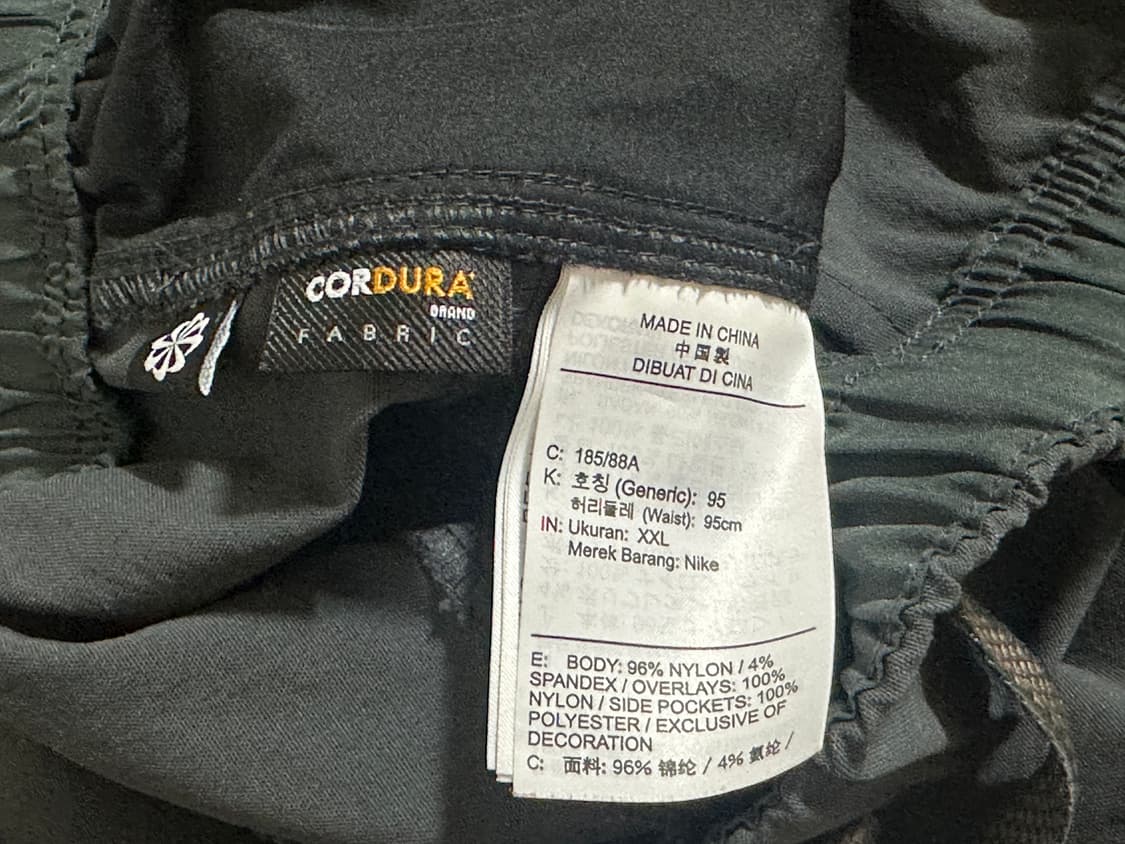 CORDURA
BRAND
FABRIC
MADE IN CHINA
中国製
DIBUAT DI CINA
C: 185/88A
K: 호칭 (Generic): 95
허리둘레 (Waist): 95cm
IN: Ukuran: XXL
Merek Barang: Nike
E: BODY: 96% NYLON / 4%
SPANDEX / OVERLAYS: 100%
NYLON / SIDE POCKETS: 100%
POLYESTER / EXCLUSIVE OF
DECORATION
C: 面料: 96% 锦纶 / 4% 氨纶 /